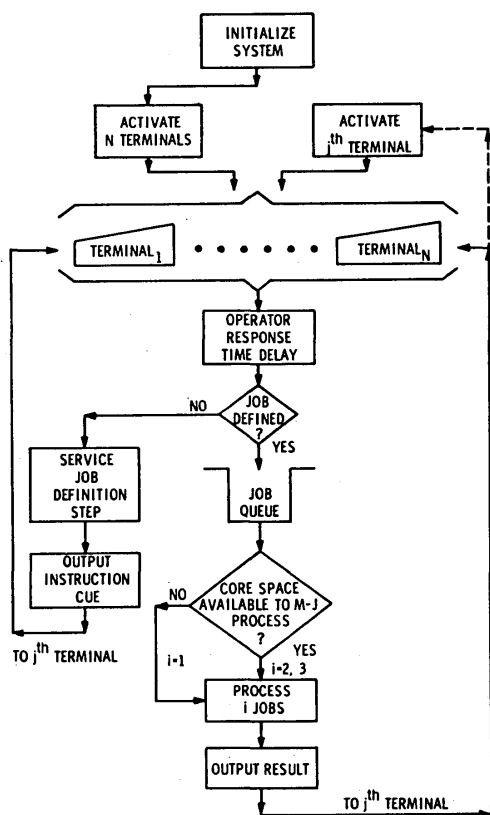 INITIALIZE
SYSTEM
ACTIVATE
N TERMINALS
ACTIVATE
jth TERMINAL
TERMINAL1
TERMINALN
OPERATOR
RESPONSE
TIME DELAY
NO
JOB
DEFINED
?
YES
SERVICE
JOB
DEFINITION
STEP
JOB
QUEUE
OUTPUT
INSTRUCTION
CUE
NO
CORE SPACE
AVAILABLE TO M-J
PROCESS
?
TO jth TERMINAL
i=1
YES
i=2, 3
PROCESS
i JOBS
OUTPUT RESULT
TO jth TERMINAL